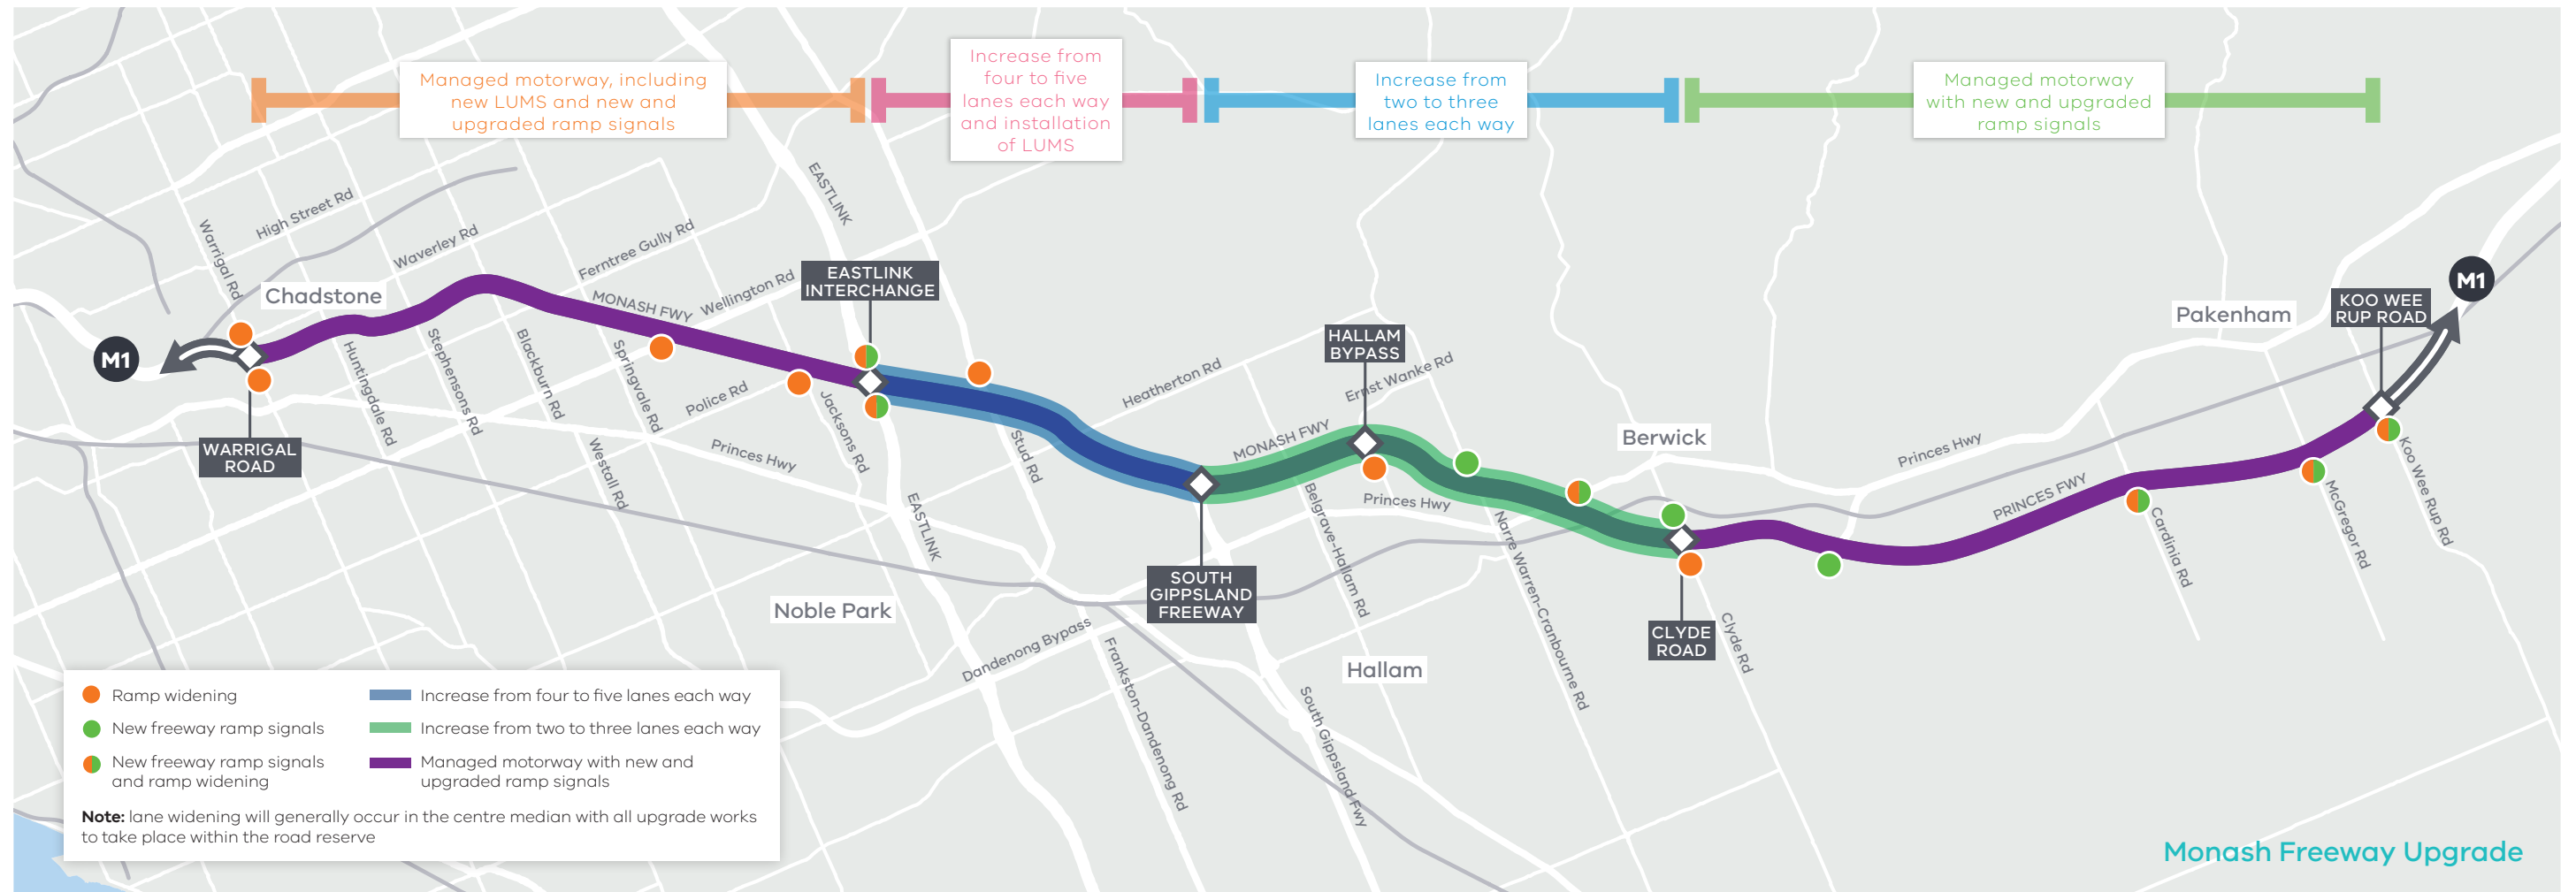 Managed motorway, including
new LUMS and new and
upgraded ramp signals
Increase from
four to five
lanes each way
and installation
of LUMS
Increase from
two to three
lanes each way
Managed motorway
with new and upgraded
ramp signals
EASTLINK
Warrigal Rd
High Street Rd
Waverley Rd
Ferntree Gully Rd
Wellington Rd
MONASH FWY
Chadstone
M1
EASTLINK
INTERCHANGE
HALLAM
BYPASS
Ernst Wanke Rd
Heatherton Rd
MONASH FWY
Pakenham
KOO WEE
RUP ROAD
M1
WARRIGAL
ROAD
Huntingdale Rd
Stephensons Rd
Blackburn Rd
Springvale Rd
Westall Rd
Police Rd
Princes Hwy
Jacksons Rd
EASTLINK
Stud Rd
Belgrave-Hallam Rd
Princes Hwy
Narre Warren-Cranbourne Rd
Berwick
Princes Hwy
PRINCES FWY
Cardinia Rd
McGregor Rd
Koo Wee Rup Rd
Noble Park
SOUTH
GIPPSLAND
FREEWAY
Dandenong Bypass
Frankston-Dandenong Rd
South Gippsland Fwy
Hallam
CLYDE
ROAD
Clyde Rd
Ramp widening
New freeway ramp signals
New freeway ramp signals
and ramp widening
Increase from four to five lanes each way
Increase from two to three lanes each way
Managed motorway with new and
upgraded ramp signals
Note: lane widening will generally occur in the centre median with all upgrade works
to take place within the road reserve
Monash Freeway Upgrade